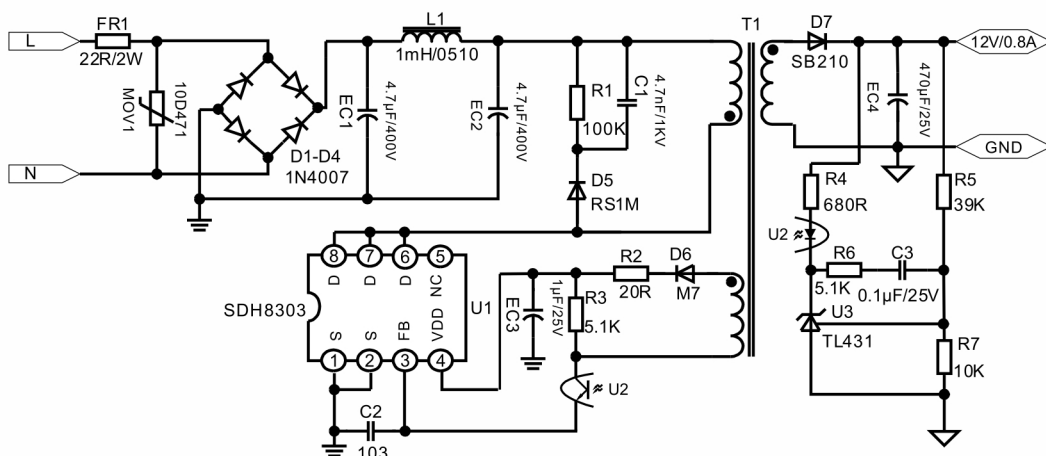 L
FR1
22R/2W
10D471
MOV1
N
D1-D4
1N4007
L1
1mH/0510
EC1
4.7μF/400V
EC2
4.7μF/400V
R1
100K
C1
4.7nF/1KV
D5
RS1M
T1
D7
SB210
12V/0.8A
EC4
470μF/25V
GND
R4
680R
R5
39K
U2
R6
5.1K
C3
0.1μF/25V
U3
TL431
R7
10K
8
7
6
5
D
D
D
NC
SDH8303
U1
S
S
FB
VDD
1
2
3
4
EC3
1μF/25V
R2
20R
D6
M7
R3
5.1K
U2
C2
103